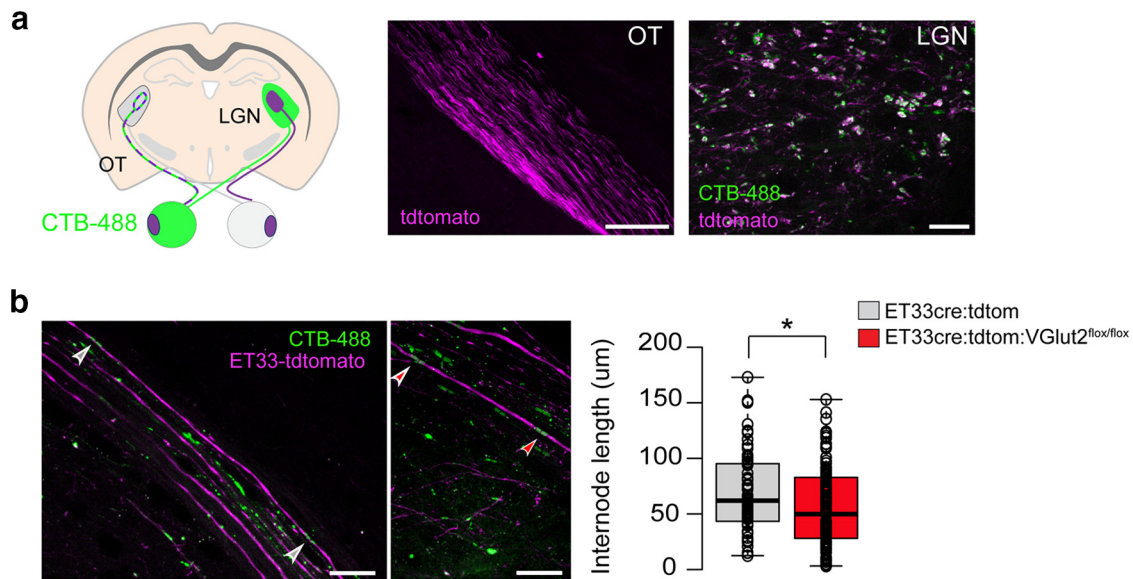 a
LGN
OT
CTB-488
OT
tdtomato
LGN
CTB-488
tdtomato
b
CTB-488
ET33-tdtomato
Internode length (um)
200
150
100
50
0
*
ET33cre:tdtom
ET33cre:tdtom:VGlut2flox/flox